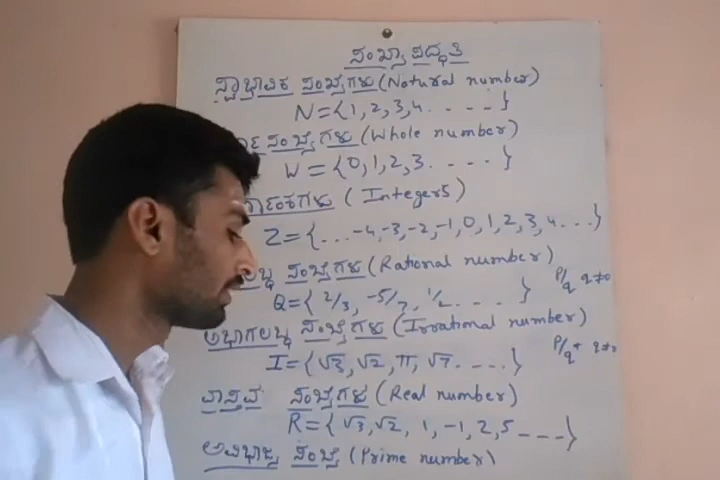 ಸಂಖ್ಯಾ ಪದ್ಧತಿ
ಸ್ವಾಭಾವಿಕ ಸಂಖ್ಯೆಗಳು (Natural number)
N = {1, 2, 3, 4 . . . . }
ಸಂಖ್ಯೆಗಳು (Whole number)
W = {0, 1, 2, 3. . . . . }
(Integers)
Z = { ... -4, -3, -2, -1, 0, 1, 2, 3, 4 ... }
ಸಂಖ್ಯೆಗಳು (Rational number)
Q = { 2/3, -5/7, 1/2 . . . . } P/q q≠0
ಅಭಾಗಲಬ್ಧ ಸಂಖ್ಯೆಗಳು (Irrational number)
I = {√3, √2, π, √7 . . . . . } P/q
ವಾಸ್ತವ ಸಂಖ್ಯೆಗಳು (Real number)
R = {√3, √2, 1, -1, 2, 5 - - - - }
ಅವಿಭಾಜ್ಯ ಸಂಖ್ಯೆ (Prime number)